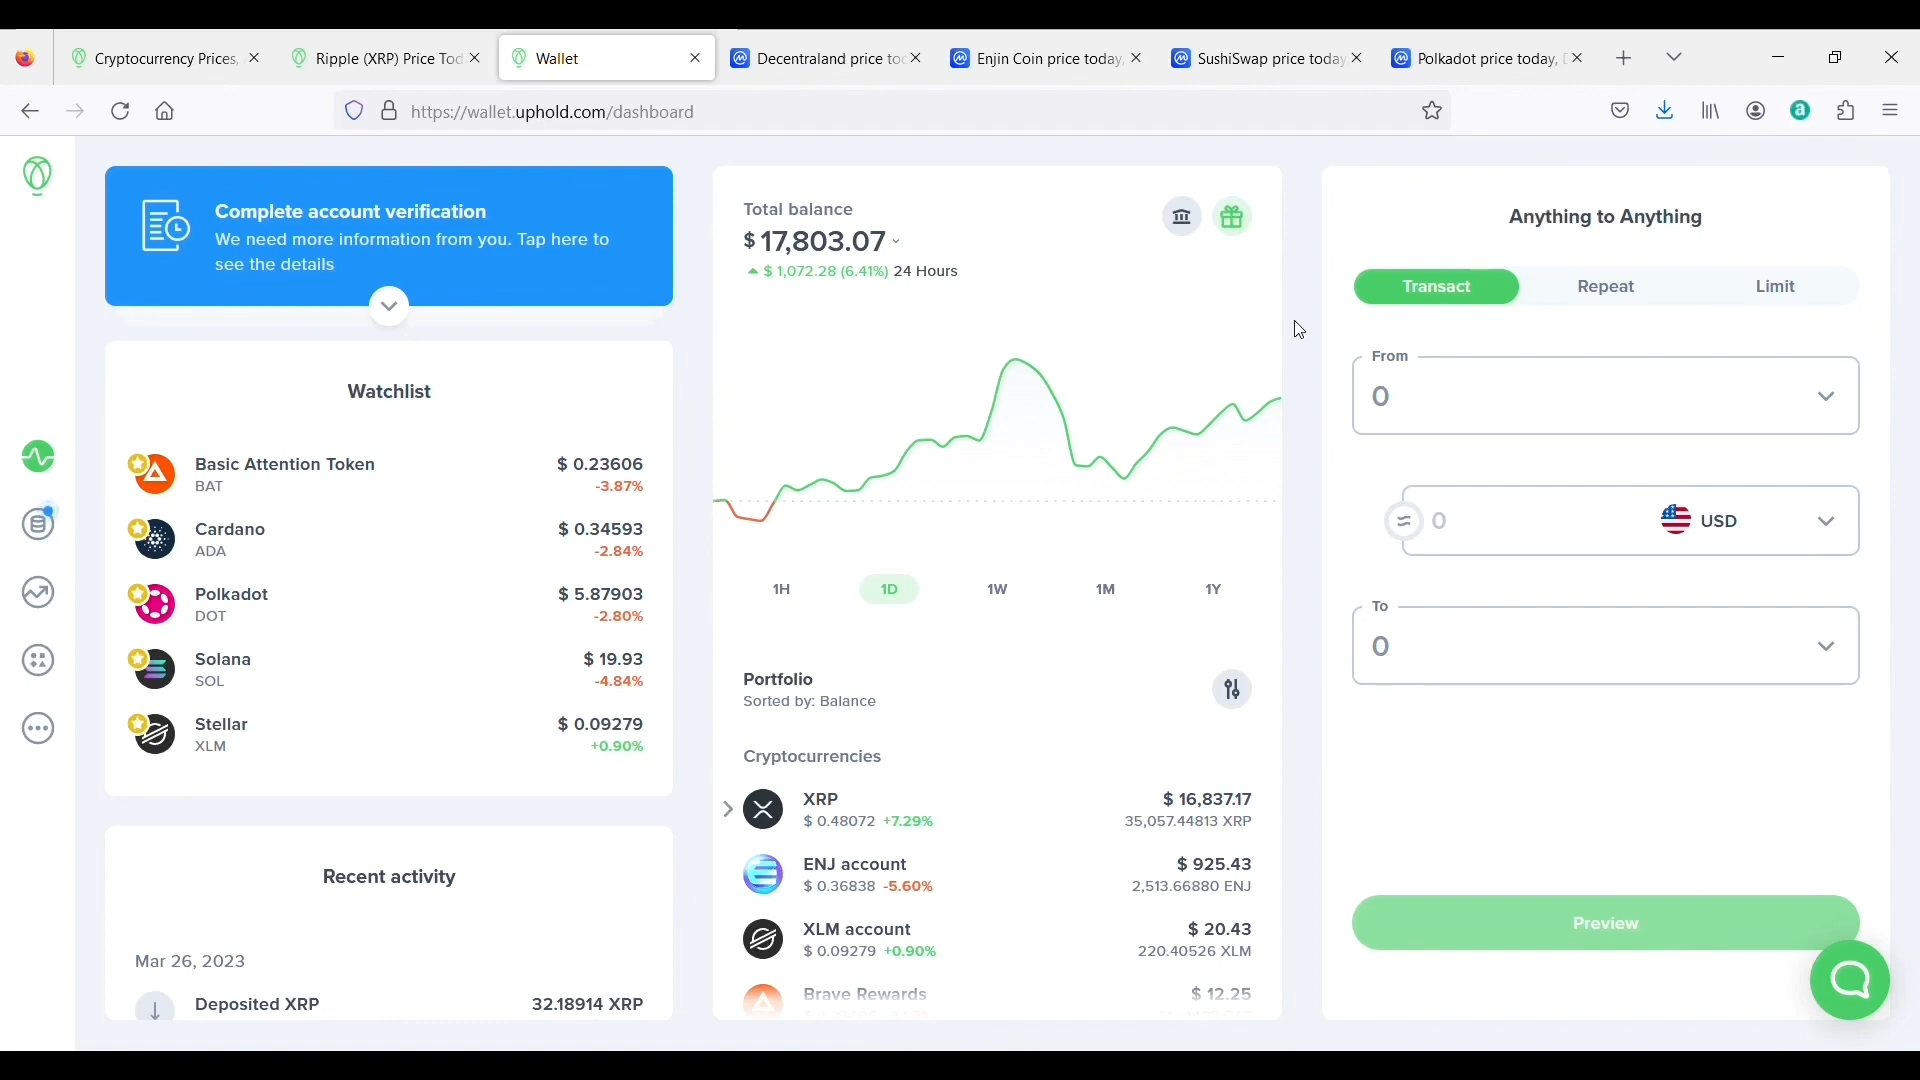 Cryptocurrency Prices,
Ripple (XRP) Price Tod
Wallet
Decentraland price toc
Enjin Coin price today,
SushiSwap price today
Polkadot price today,
https://wallet.uphold.com/dashboard
Complete account verification
We need more information from you. Tap here to
see the details
Watchlist
Basic Attention Token
$ 0.23606
BAT
-3.87%
Cardano
$ 0.34593
ADA
-2.84%
Polkadot
$ 5.87903
DOT
-2.80%
Solana
$ 19.93
SOL
-4.84%
Stellar
$ 0.09279
XLM
+0.90%
Recent activity
Mar 26, 2023
Deposited XRP
32.18914 XRP
Total balance
$ 17,803.07
$ 1,072.28 (6.41%) 24 Hours
1H
1D
1W
1M
1Y
Portfolio
Sorted by: Balance
Cryptocurrencies
XRP
$ 16,837.17
$ 0.48072 +7.29%
35,057.44813 XRP
ENJ account
$ 925.43
$ 0.36838 -5.60%
2,513.66880 ENJ
XLM account
$ 20.43
$ 0.09279 +0.90%
220.40526 XLM
Brave Rewards
$ 12.25
Anything to Anything
Transact
Repeat
Limit
From
0
0
USD
To
0
Preview